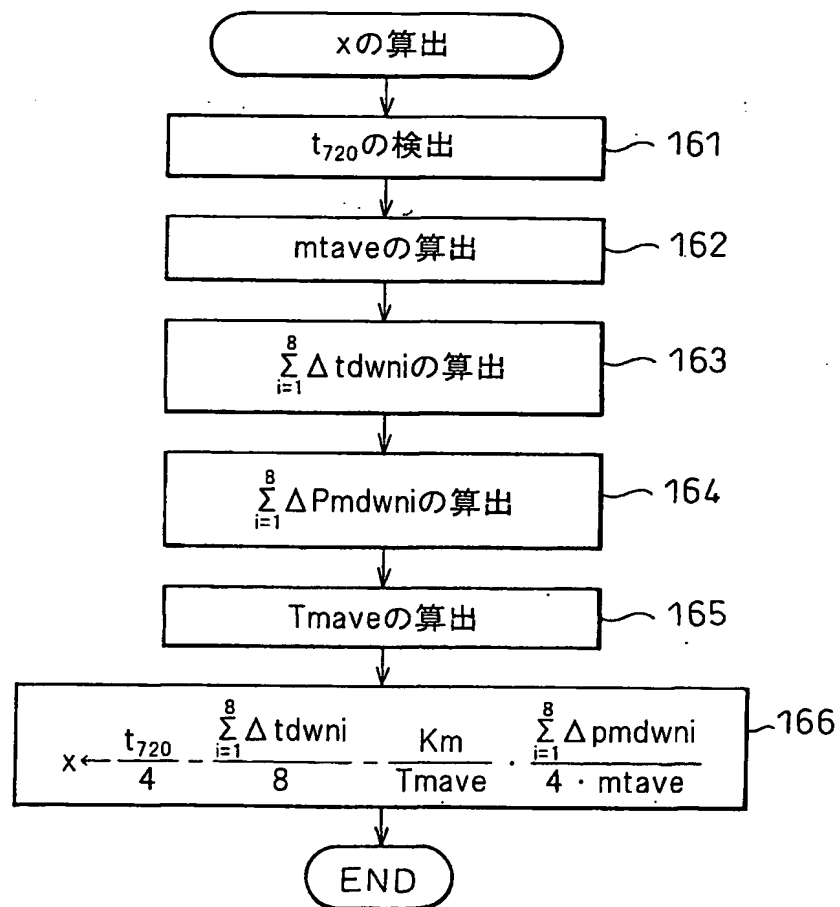 xの算出
t₇₂₀の検出
161
mtaveの算出
162
8
Σ Δtdwniの算出
i=1
163
8
Σ ΔPmdwniの算出
i=1
164
Tmaveの算出
165
x ← t₇₂₀/4 - (8 Σ i=1 Δtdwni)/8 - Km/Tmave · (8 Σ i=1 Δpmdwni)/(4 · mtave)
166
END